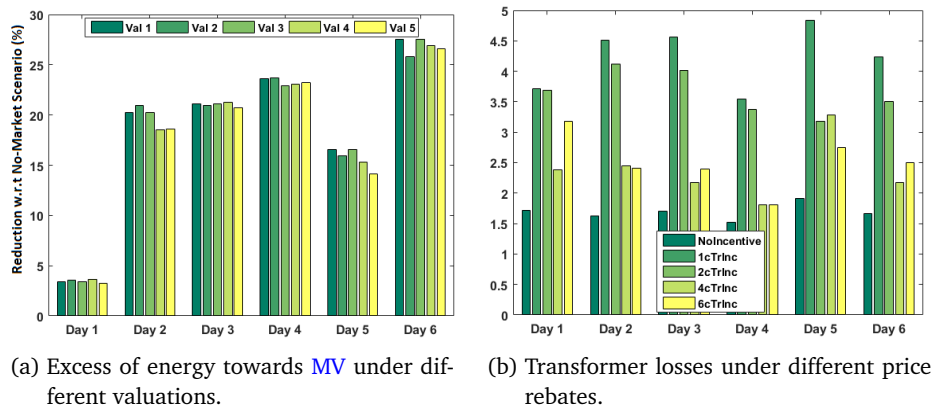 Reduction w.r.t No-Market Scenario (%)
30
25
20
15
10
5
0
Val 1 Val 2 Val 3 Val 4 Val 5
Day 1 Day 2 Day 3 Day 4 Day 5 Day 6
(a) Excess of energy towards MV under dif-
ferent valuations.
5
4.5
4
3.5
3
2.5
2
1.5
1
0.5
0
NoIncentive
1cTrInc
2cTrInc
4cTrInc
6cTrInc
Day 1 Day 2 Day 3 Day 4 Day 5 Day 6
(b) Transformer losses under different price
rebates.